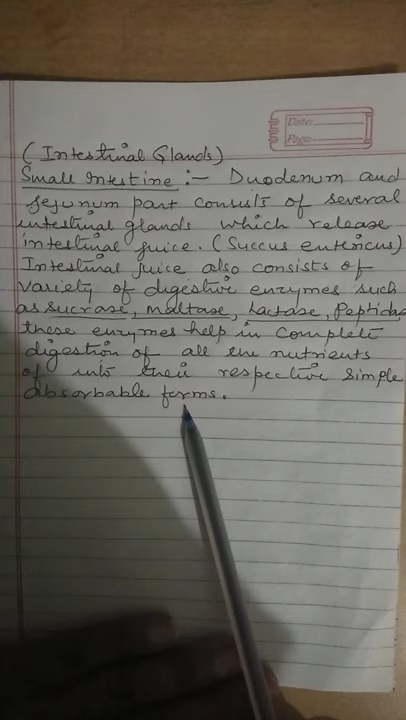 Date:
Page:
(Intestinal Glands)
Small Intestine :- Duodenum and
Jejunum part consists of several
intestinal glands which release
intestinal juice. (Succus entericus)
Intestinal juice also consists of
variety of digestive enzymes such
as sucrase, maltase, Lactase, Peptidas
these enzymes help in complete
digestion of all the nutrients
of into their respective simple
absorbable forms.